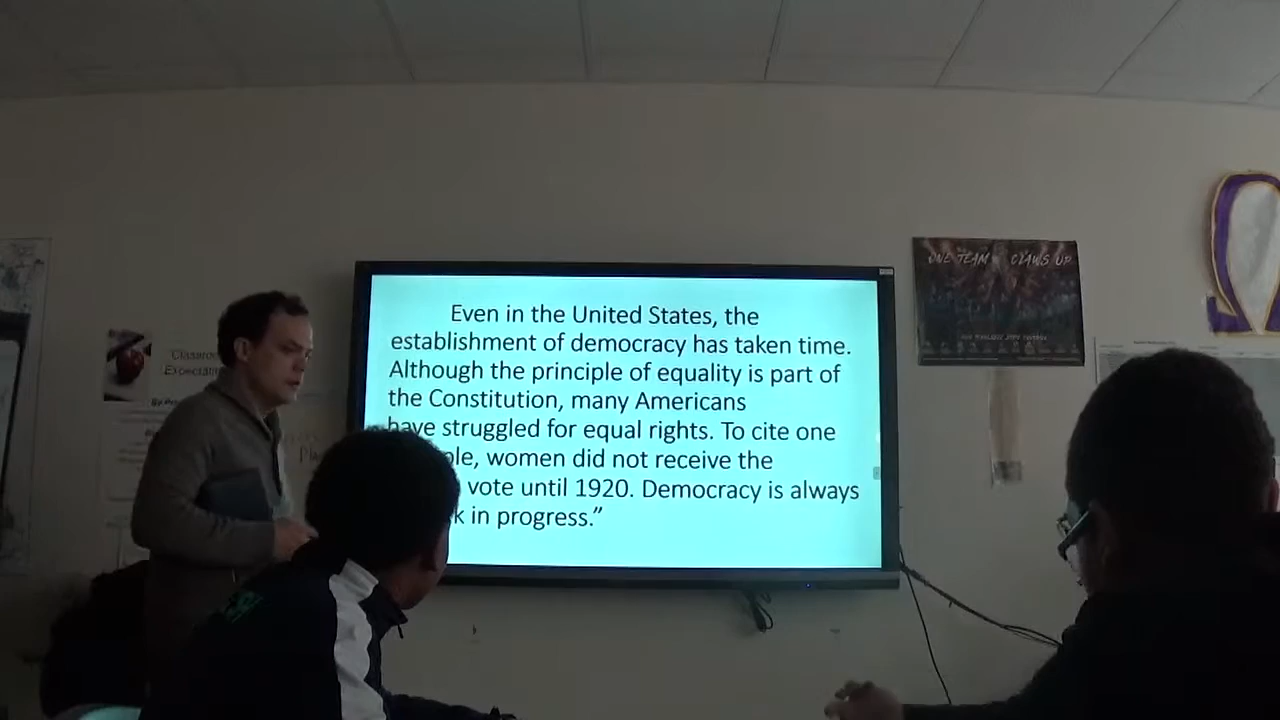 Even in the United States, the
establishment of democracy has taken time.
Although the principle of equality is part of
the Constitution, many Americans
have struggled for equal rights. To cite one
women did not receive the
vote until 1920. Democracy is always
in progress.”
ONE TEAM CLAWS UP
Ω